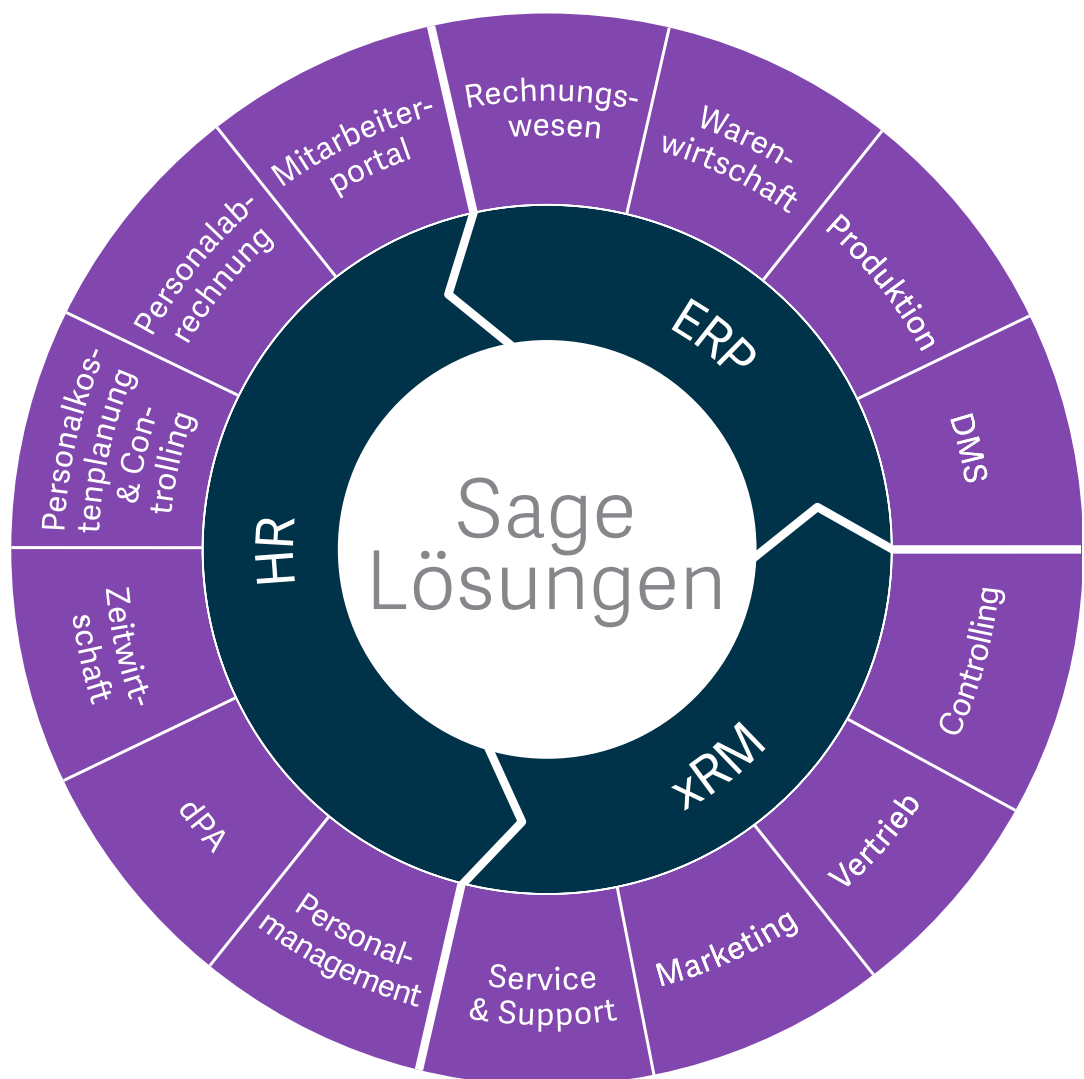 Sage
Lösungen
ERP
Rechnungs-
wesen
Waren-
wirtschaft
Produktion
DMS
xRM
Controlling
Vertrieb
Marketing
Service
& Support
HR
Personal-
management
dPA
Zeitwirt-
schaft
Personalkos-
tenplanung
& Con-
trolling
Personalab-
rechnung
Mitarbeiter-
portal